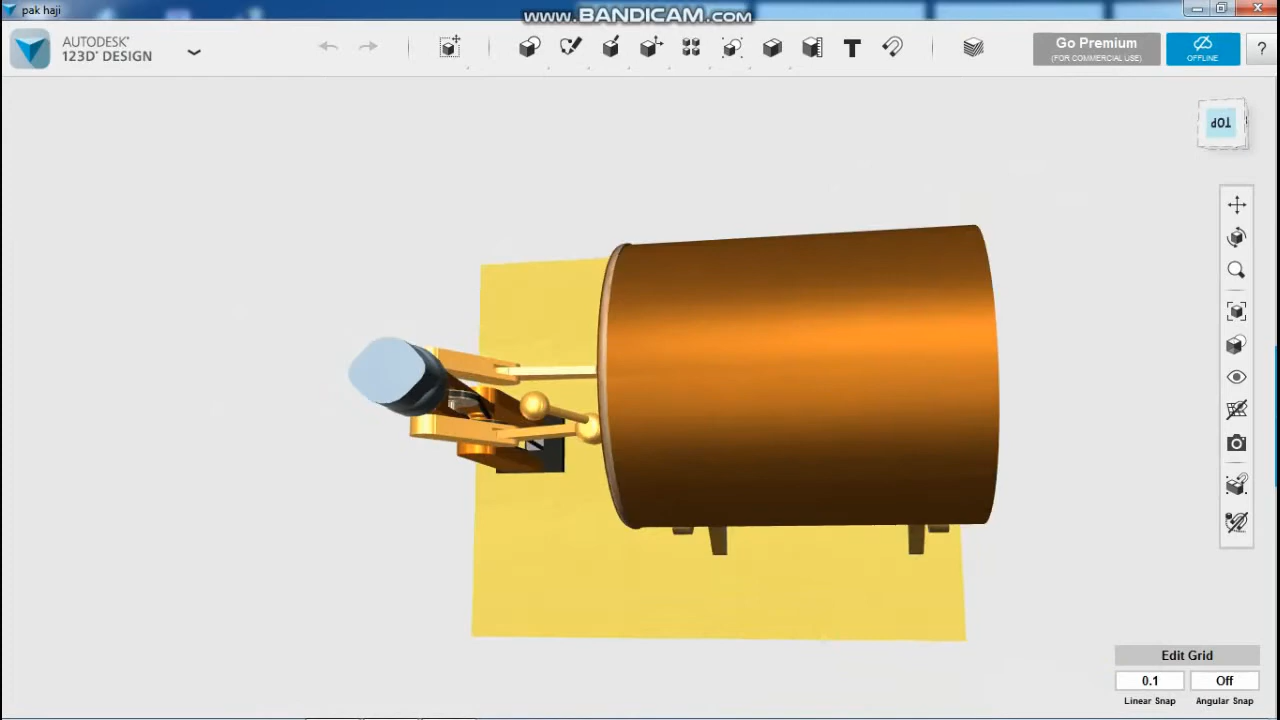 pak haji
www.BANDICAM.com
AUTODESK®
123D® DESIGN
T
Go Premium
(FOR COMMERCIAL USE)
OFFLINE
?
TOP
Edit Grid
0.1
Off
Linear Snap
Angular Snap